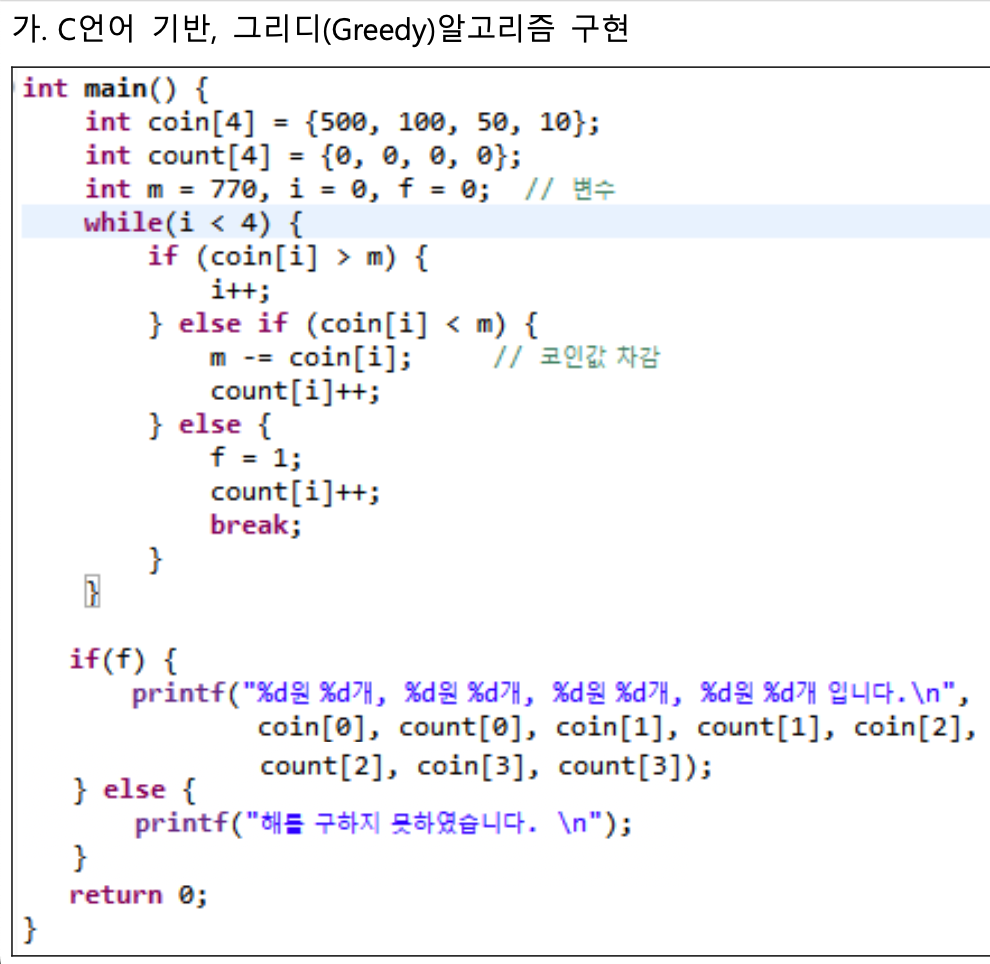 가. C언어 기반, 그리디(Greedy)알고리즘 구현
int main() {
    int coin[4] = {500, 100, 50, 10};
    int count[4] = {0, 0, 0, 0};
    int m = 770, i = 0, f = 0;  // 변수
    while(i < 4) {
        if (coin[i] > m) {
            i++;
        } else if (coin[i] < m) {
            m -= coin[i];     // 코인값 차감
            count[i]++;
        } else {
            f = 1;
            count[i]++;
            break;
        }
    }
   if(f) {
       printf("%d원 %d개, %d원 %d개, %d원 %d개, %d원 %d개 입니다.\n",
               coin[0], count[0], coin[1], count[1], coin[2],
               count[2], coin[3], count[3]);
   } else {
       printf("해를 구하지 못하였습니다. \n");
   }
   return 0;
}